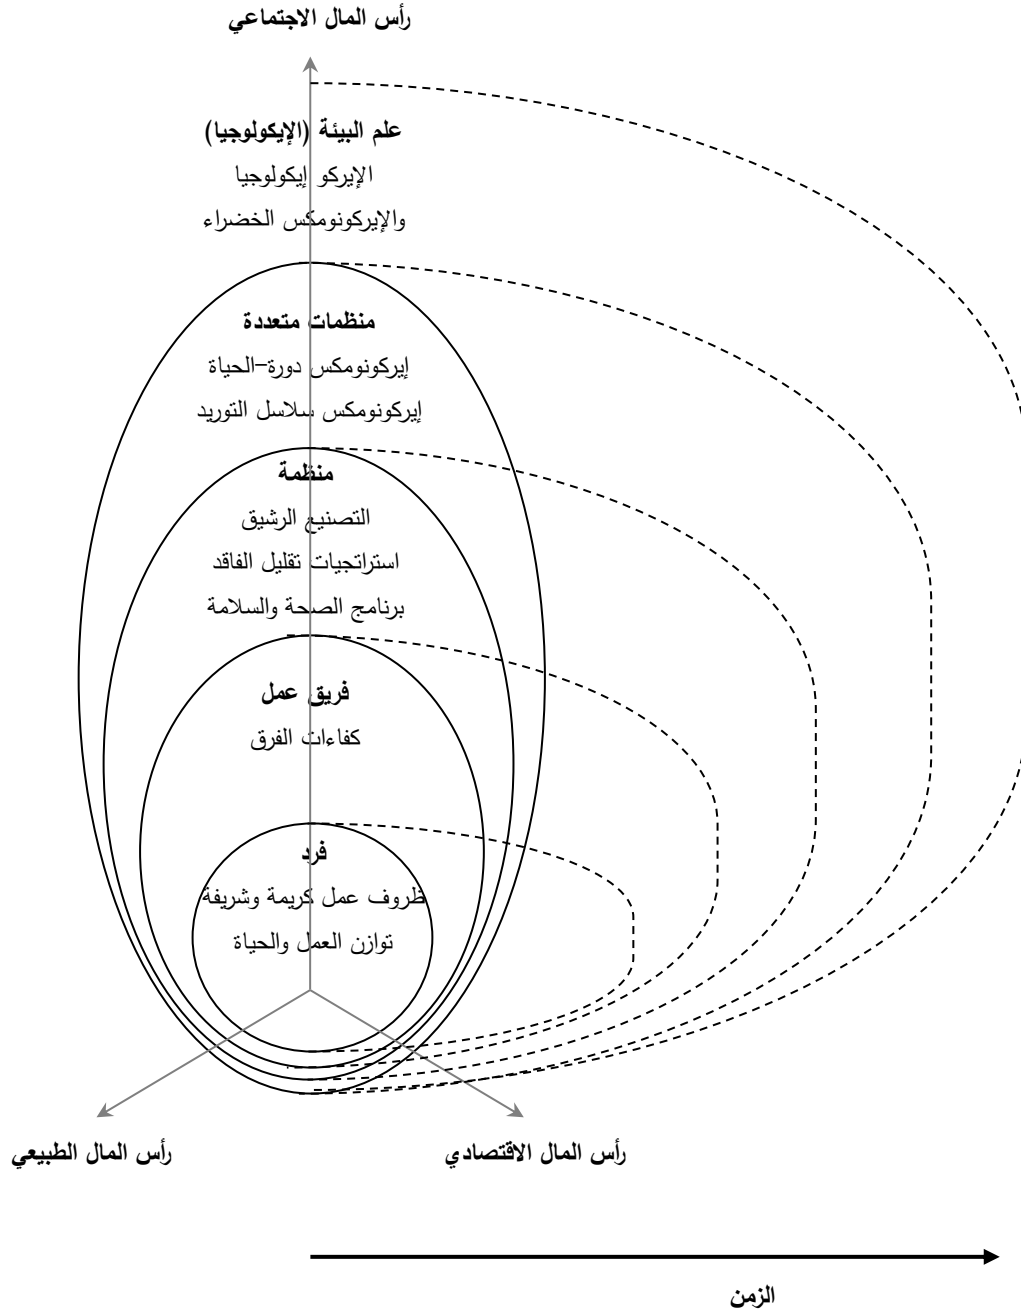 رأس المال الاجتماعي
علم البيئة (الإيكولوجيا)
الإيركو إيكولوجيا
والإيركونومكس الخضراء
منظمات متعددة
إيركونومكس دورة-الحياة
إيركونومكس سلاسل التوريد
منظمة
التصنيع الرشيق
استراتجيات تقليل الفاقد
برنامج الصحة والسلامة
فريق عمل
كفاءات الفرق
فرد
ظروف عمل كريمة وشريفة
توازن العمل والحياة
رأس المال الاقتصادي
رأس المال الطبيعي
الزمن